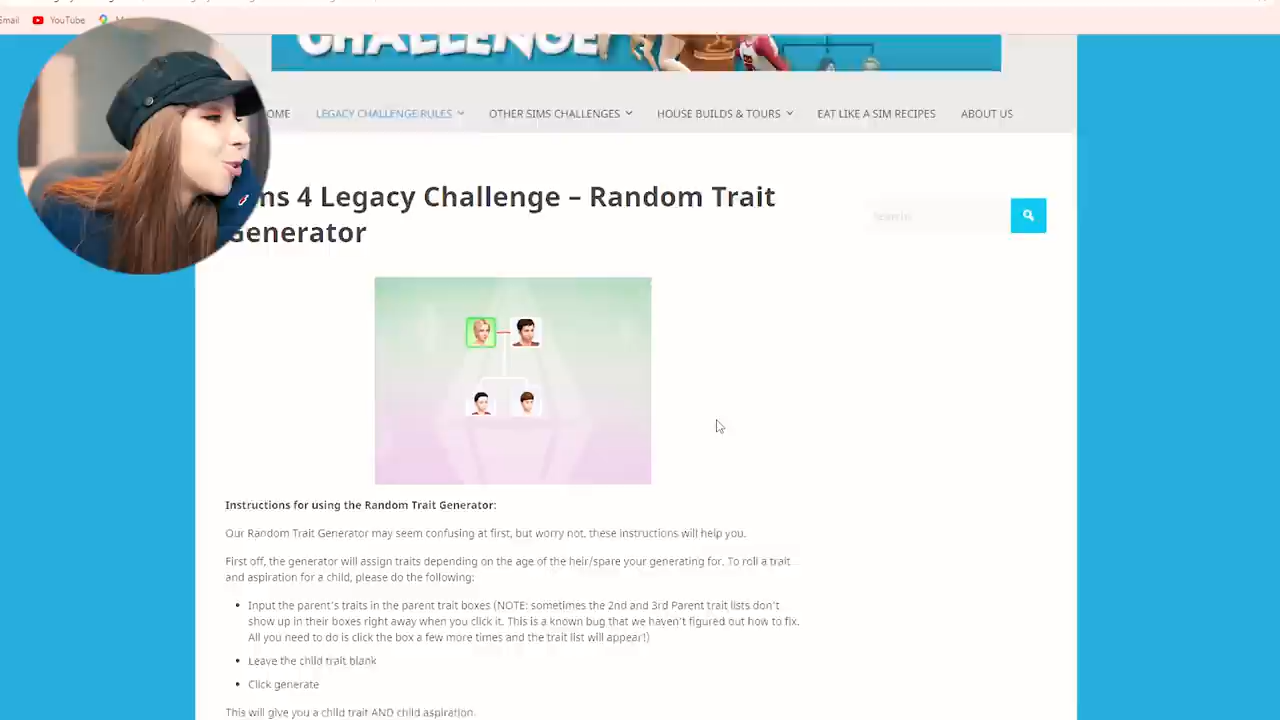 Gmail YouTube
CHALLENGE
HOME LEGACY CHALLENGE RULES OTHER SIMS CHALLENGES HOUSE BUILDS & TOURS EAT LIKE A SIM RECIPES ABOUT US
Sims 4 Legacy Challenge – Random Trait
Generator
Search
Instructions for using the Random Trait Generator:
Our Random Trait Generator may seem confusing at first, but worry not, these instructions will help you.
First off, the generator will assign traits depending on the age of the heir/spare your generating for. To roll a trait
and aspiration for a child, please do the following:
• Input the parent's traits in the parent trait boxes (NOTE: sometimes the 2nd and 3rd Parent trait lists don't
show up in their boxes right away when you click it. This is a known bug that we haven't figured out how to fix.
All you need to do is click the box a few more times and the trait list will appear!)
• Leave the child trait blank
• Click generate
This will give you a child trait AND child aspiration.